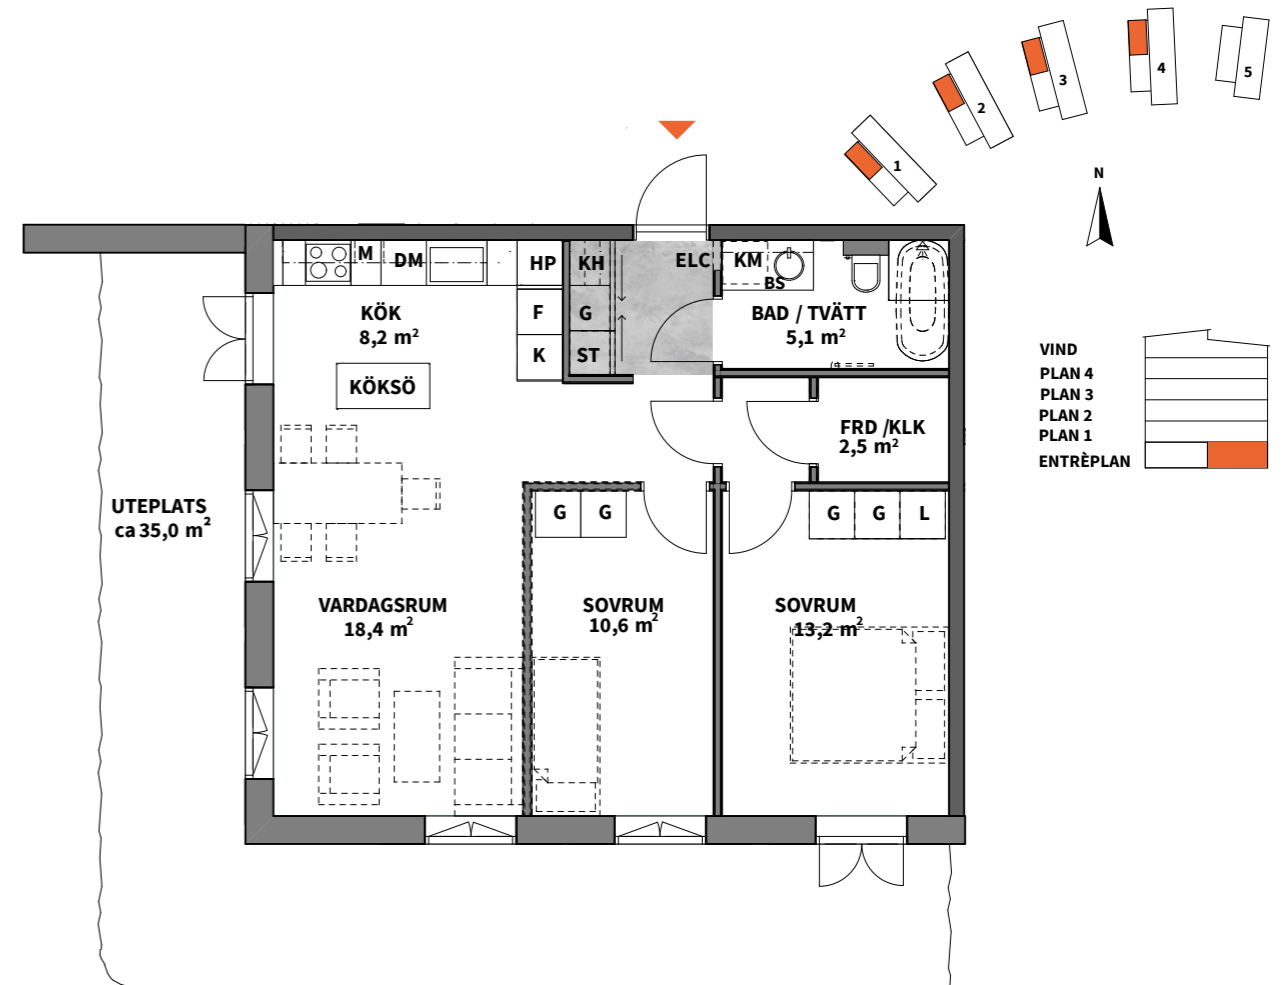 1
2
3
4
5
N
VIND
PLAN 4
PLAN 3
PLAN 2
PLAN 1
ENTRÈPLAN
M
DM
HP
KH
ELC
KM
BS
F
G
K
ST
KÖK
8,2 m²
KÖKSÖ
BAD / TVÄTT
5,1 m²
FRD /KLK
2,5 m²
UTEPLATS
ca 35,0 m²
G
G
G
G
L
VARDAGSRUM
18,4 m²
SOVRUM
10,6 m²
SOVRUM
13,2 m²